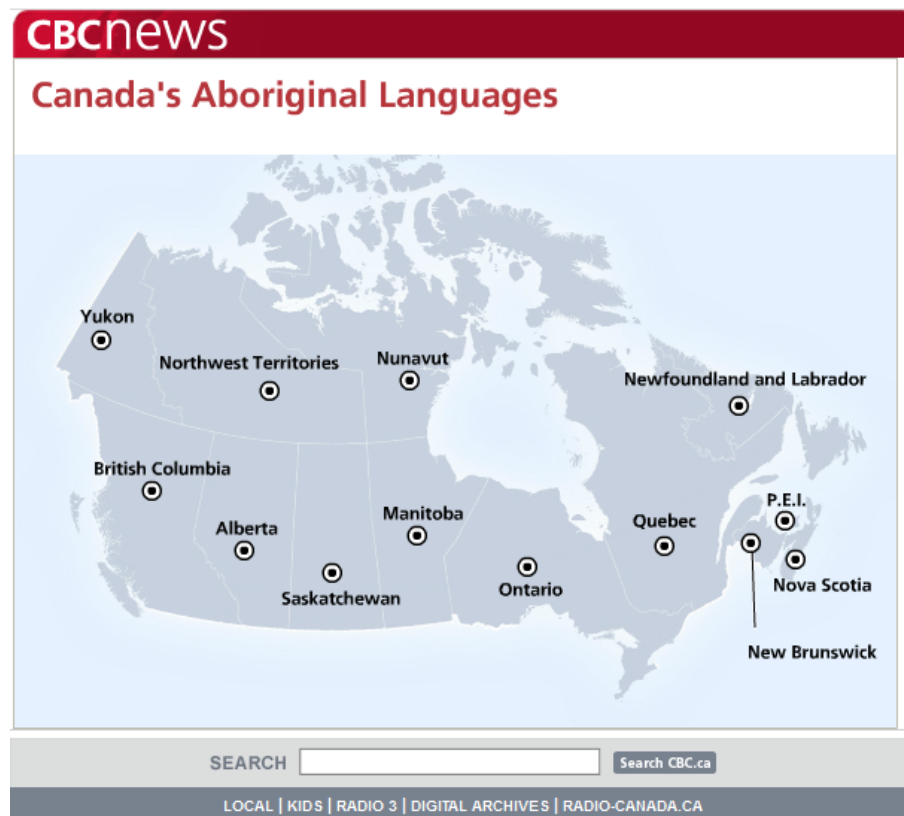 CBCnews
Canada's Aboriginal Languages
Yukon
Northwest Territories
Nunavut
Newfoundland and Labrador
British Columbia
Alberta
Saskatchewan
Manitoba
Ontario
Quebec
P.E.I.
Nova Scotia
New Brunswick
SEARCH Search CBC.ca
LOCAL | KIDS | RADIO 3 | DIGITAL ARCHIVES | RADIO-CANADA.CA